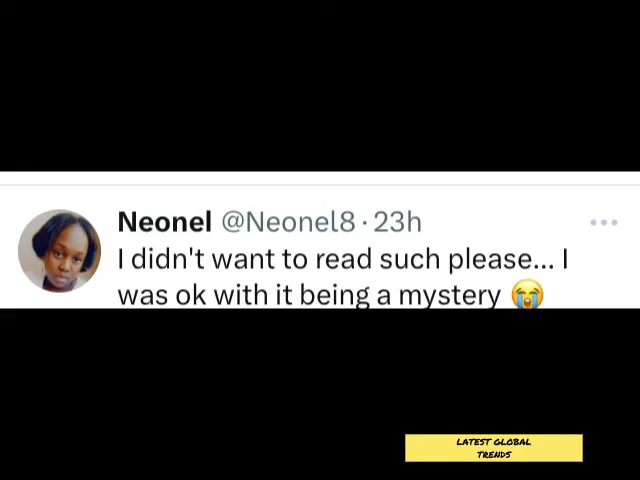 Neonel @Neonel8 · 23h
I didn't want to read such please... I
was ok with it being a mystery 😭
LATEST GLOBAL
TRENDS